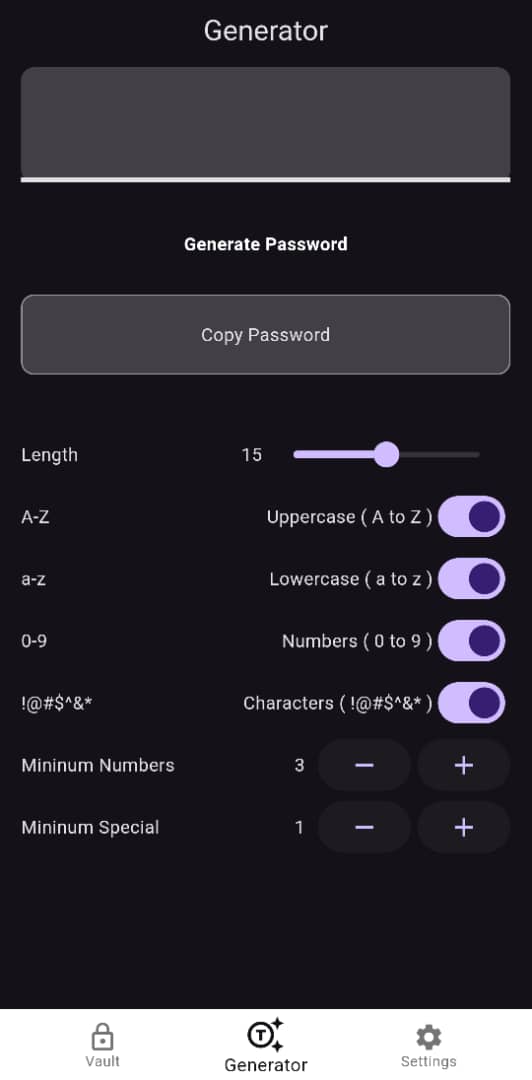 Generator
Generate Password
Copy Password
Length 15
A-Z Uppercase ( A to Z )
a-z Lowercase ( a to z )
0-9 Numbers ( 0 to 9 )
!@#$^&* Characters ( !@#$^&* )
Mininum Numbers 3 − +
Mininum Special 1 − +
T
Vault Generator Settings